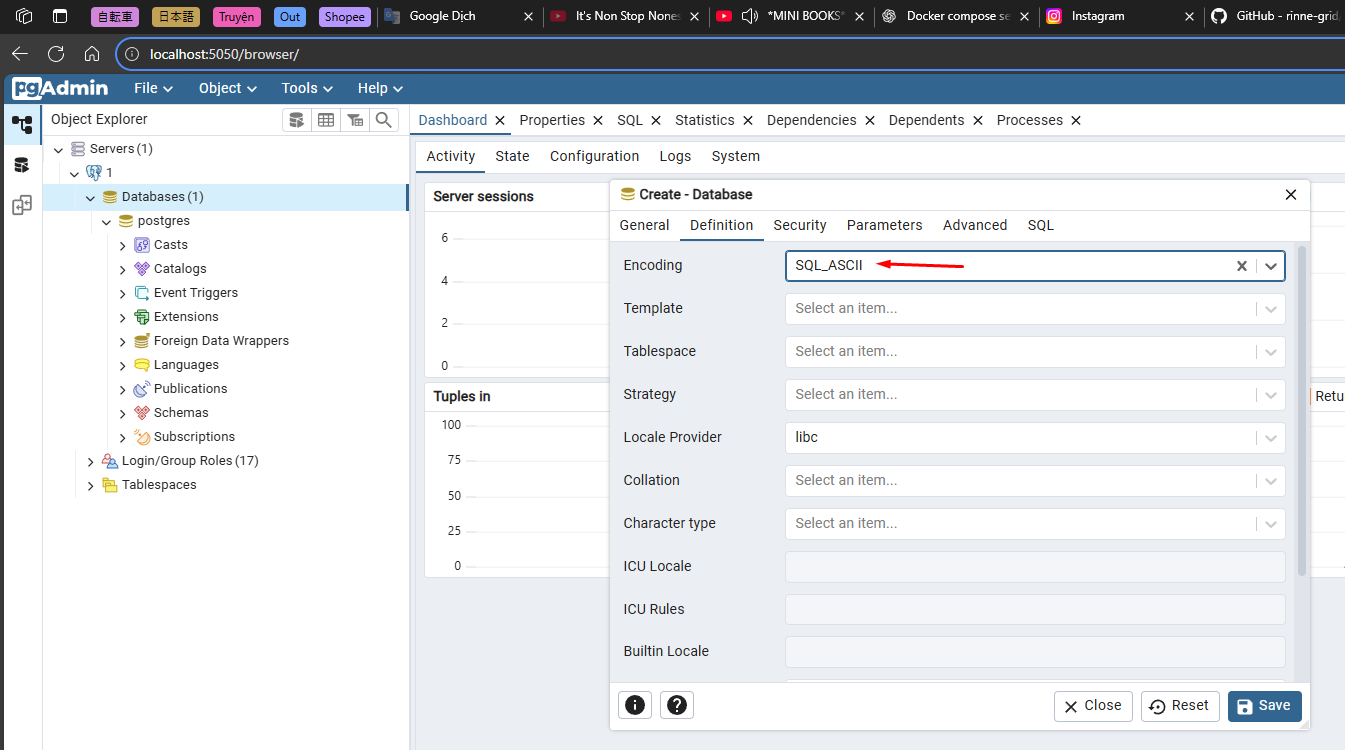 自転車 日本語 Truyện Out Shopee Google Dịch It's Non Stop Nones *MINI BOOKS* Docker compose se Instagram GitHub - rinne-grid
localhost:5050/browser/
pgAdmin File Object Tools Help
Object Explorer
Dashboard Properties SQL Statistics Dependencies Dependents Processes
Servers (1)
1
Databases (1)
postgres
Casts
Catalogs
Event Triggers
Extensions
Foreign Data Wrappers
Languages
Publications
Schemas
Subscriptions
Login/Group Roles (17)
Tablespaces
Activity State Configuration Logs System
Server sessions
6
4
2
0
Tuples in
100
75
50
25
0
Retu
Create - Database
General Definition Security Parameters Advanced SQL
Encoding SQL_ASCII
Template Select an item...
Tablespace Select an item...
Strategy Select an item...
Locale Provider libc
Collation Select an item...
Character type Select an item...
ICU Locale
ICU Rules
Builtin Locale
Close Reset Save